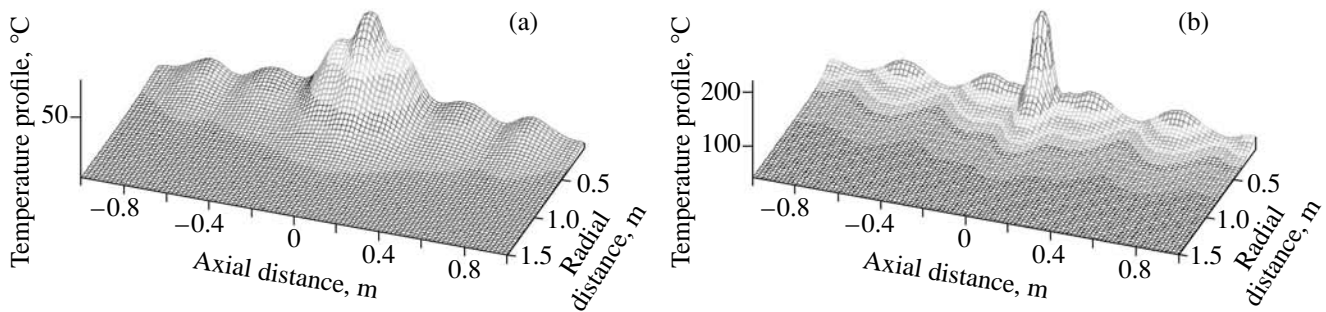 (a)
Temperature profile, °C
50
−0.8
−0.4
0
0.4
0.8
Axial distance, m
0.5
1.0
1.5
Radial
distance, m
(b)
Temperature profile, °C
200
100
−0.8
−0.4
0
0.4
0.8
Axial distance, m
0.5
1.0
1.5
Radial
distance, m